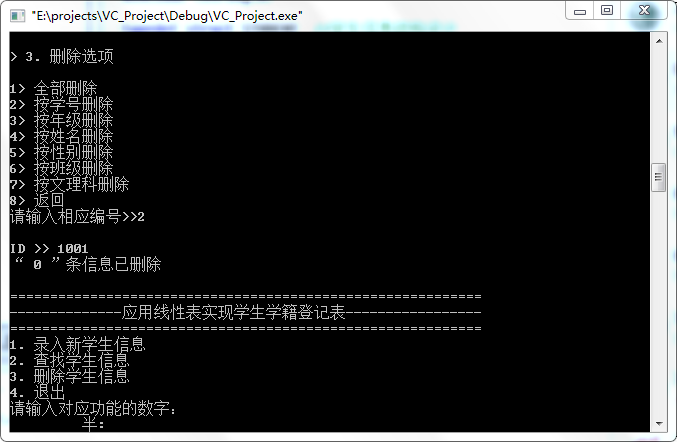 "E:\projects\VC_Project\Debug\VC_Project.exe"
> 3. 删除选项
1> 全部删除
2> 按学号删除
3> 按年级删除
4> 按姓名删除
5> 按性别删除
6> 按班级删除
7> 按文理科删除
8> 返回
请输入相应编号>>2
ID >> 1001
“ 0 ”条信息已删除
===========================================================
--------------应用线性表实现学生学籍登记表-----------------
===========================================================
1. 录入新学生信息
2. 查找学生信息
3. 删除学生信息
4. 退出
请输入对应功能的数字：
半: